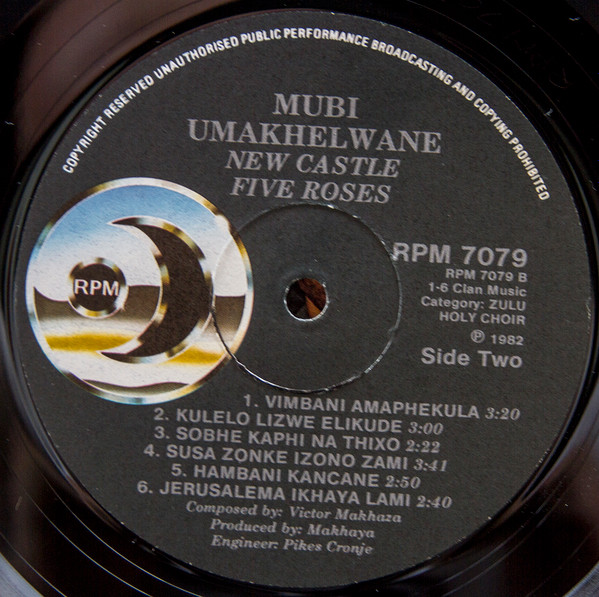 COPYRIGHT RESERVED UNAUTHORISED PUBLIC PERFORMANCE BROADCASTING AND COPYING PROHIBITED
MUBI
UMAKHELWANE
NEW CASTLE
FIVE ROSES
RPM
RPM 7079
RPM 7079 B
1-6 Clan Music
Category: ZULU
HOLY CHOIR
℗ 1982
Side Two
1. VIMBANI AMAPHEKULA 3:20
2. KULELO LIZWE ELIKUDE 3:00
3. SOBHE KAPHI NA THIXO 2:22
4. SUSA ZONKE IZONO ZAMI 3:41
5. HAMBANI KANCANE 2:50
6. JERUSALEMA IKHAYA LAMI 2:40
Composed by: Victor Makhaza
Produced by: Makhaya
Engineer: Pikes Cronje